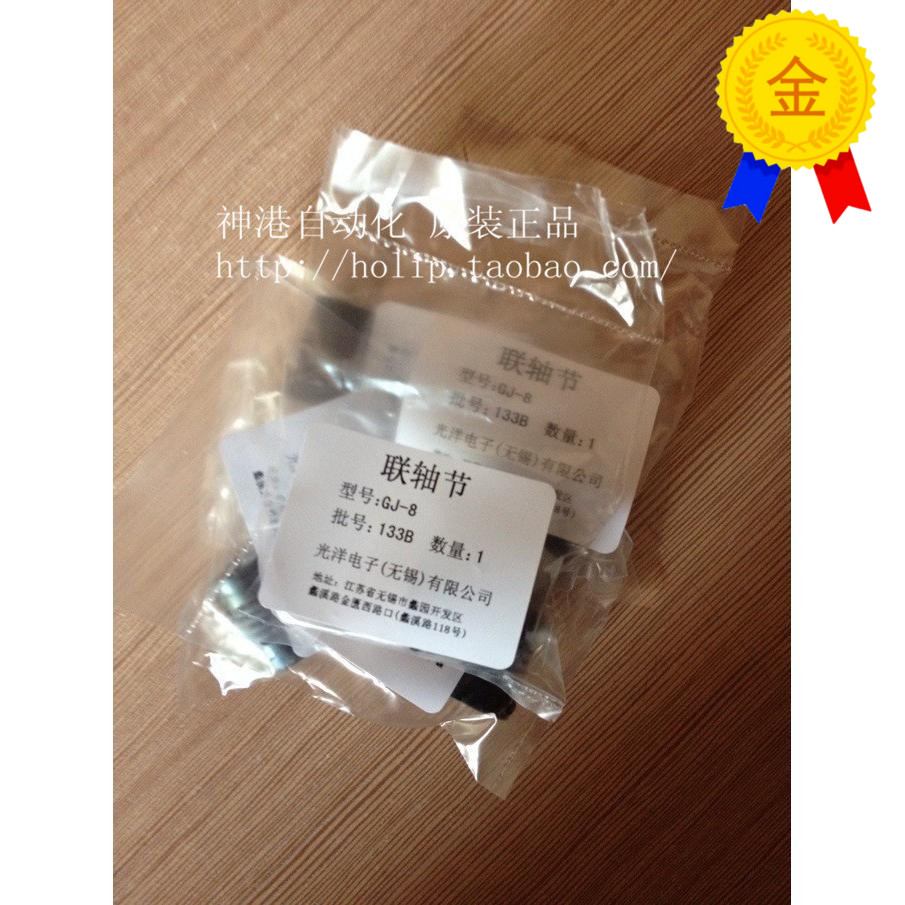 金
神港自动化 原装正品
http://holip.taobao.com/
联轴节
型号:GJ-8
批号:133B 数量:1
光洋电子(无锡)有限公司
联轴节
型号:GJ-8
批号:133B 数量:1
光洋电子(无锡)有限公司
地址:江苏省无锡市蠡园开发区
蠡溪路金匮西路口(蠡溪路118号)